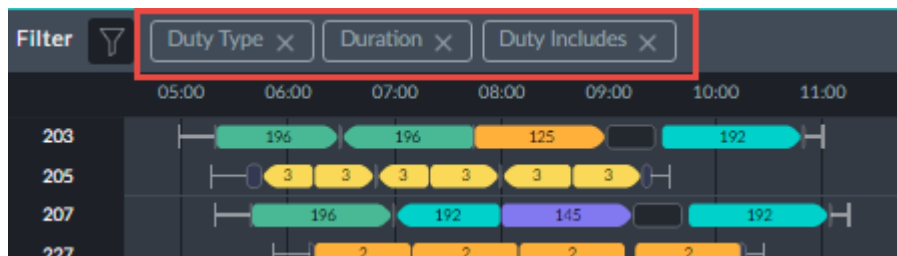 Filter Duty Type × Duration × Duty Includes ×
05:00 06:00 07:00 08:00 09:00 10:00 11:00
203 196 196 125 192
205 3 3 3 3 3 3
207 196 192 145 192
227 2 2 2 2